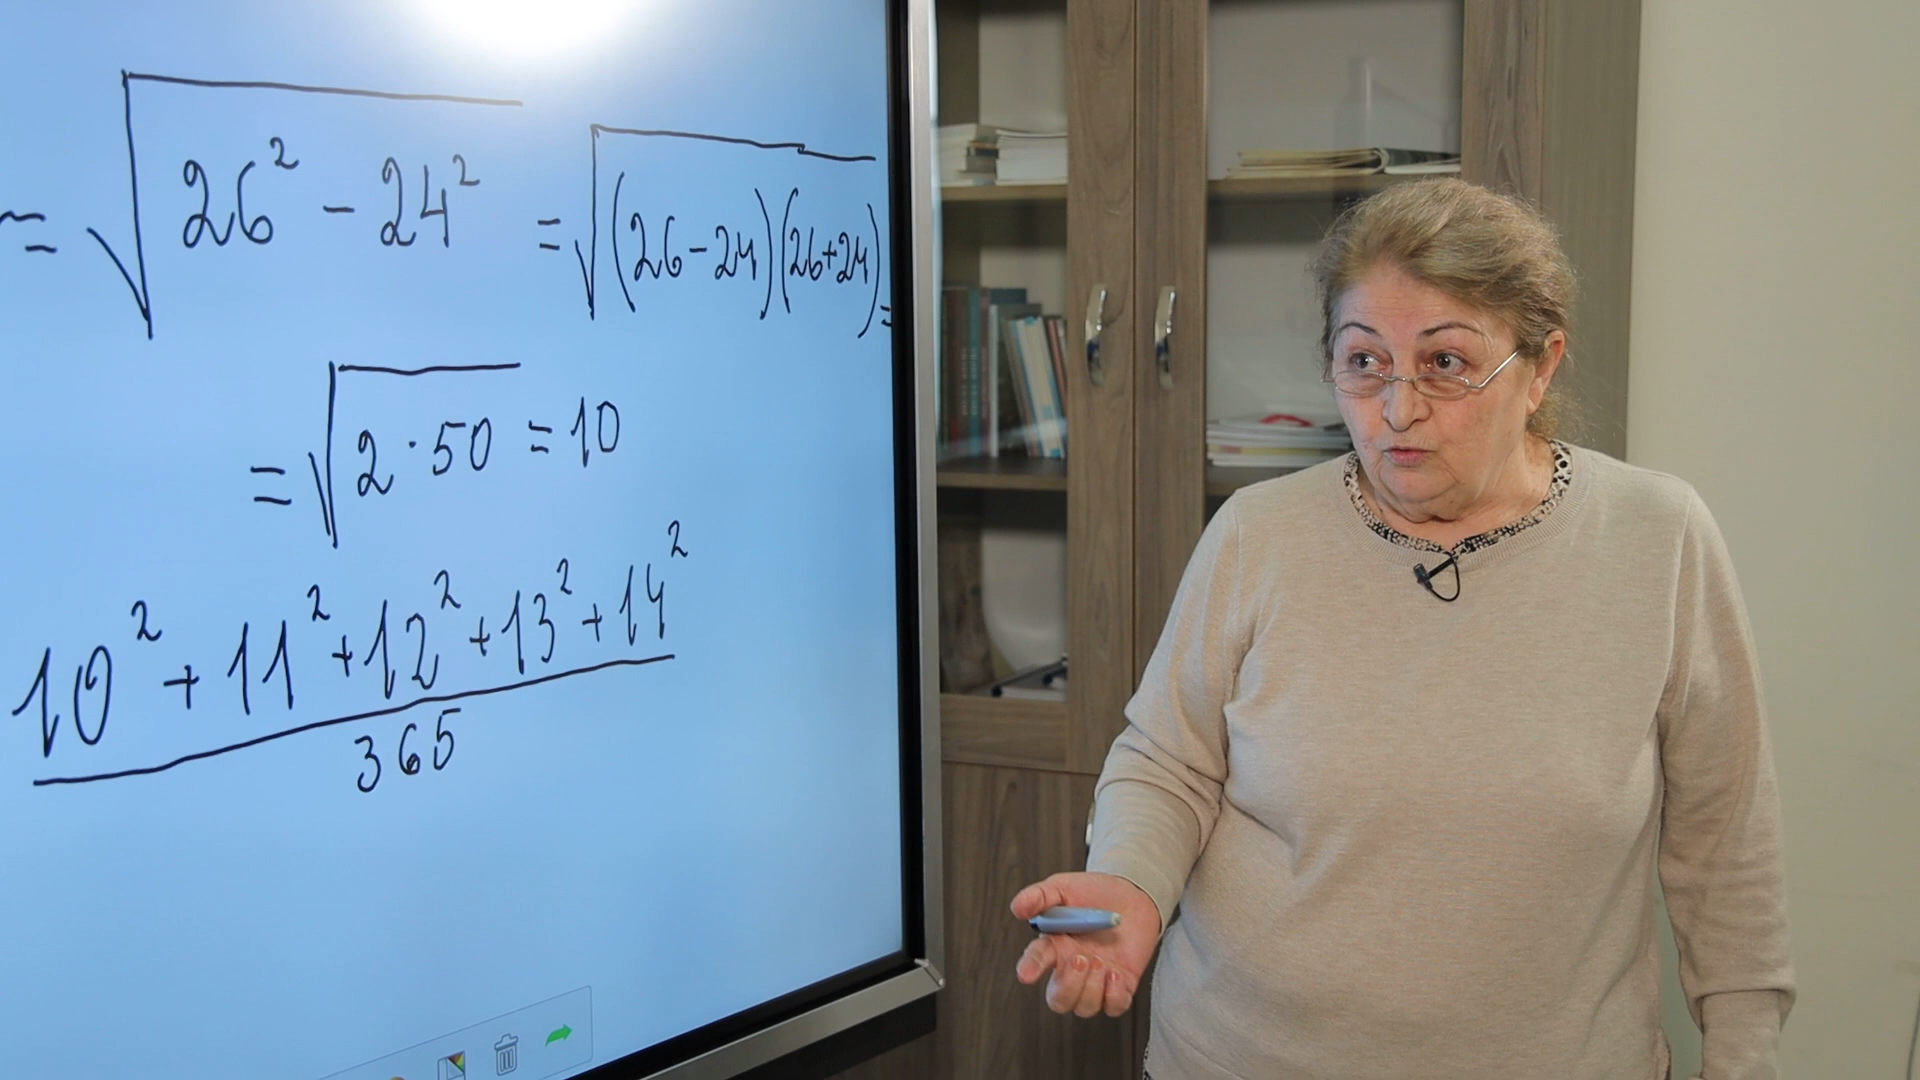 = √(26² - 24²) = √((26-24)(26+24)) =
= √(2 · 50) = 10
10² + 11² + 12² + 13² + 14²
365